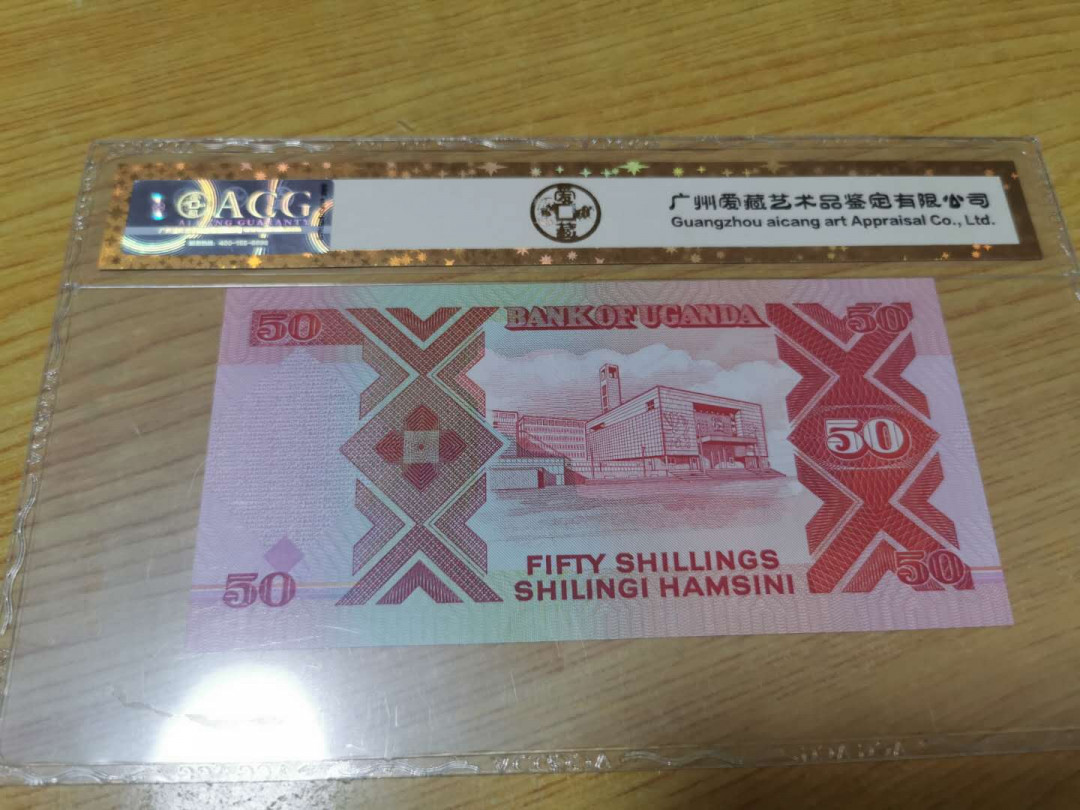 ACG
广州爱藏艺术品鉴定有限公司
Guangzhou aicang art Appraisal Co., Ltd.
50
BANK OF UGANDA
50
50
FIFTY SHILLINGS
SHILINGI HAMSINI
50
50